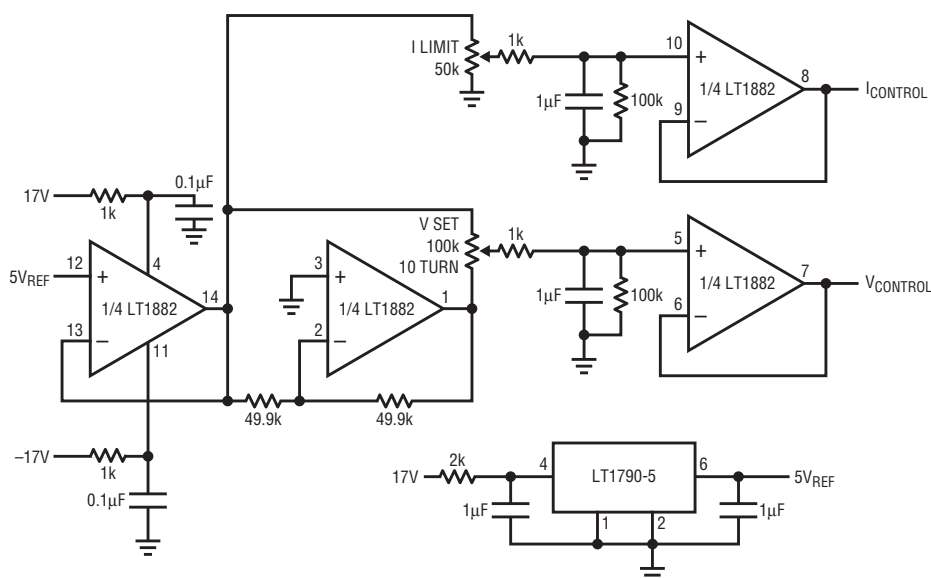 I LIMIT
50k
1k
1µF
100k
10
9
+
–
1/4 LT1882
8
ICONTROL
17V
1k
0.1µF
5VREF
12
13
+
–
1/4 LT1882
4
11
14
3
2
+
–
1/4 LT1882
1
V SET
100k
10 TURN
1k
1µF
100k
5
6
+
–
1/4 LT1882
7
VCONTROL
49.9k
49.9k
–17V
1k
0.1µF
17V
2k
1µF
4
LT1790-5
6
1
2
5VREF
1µF